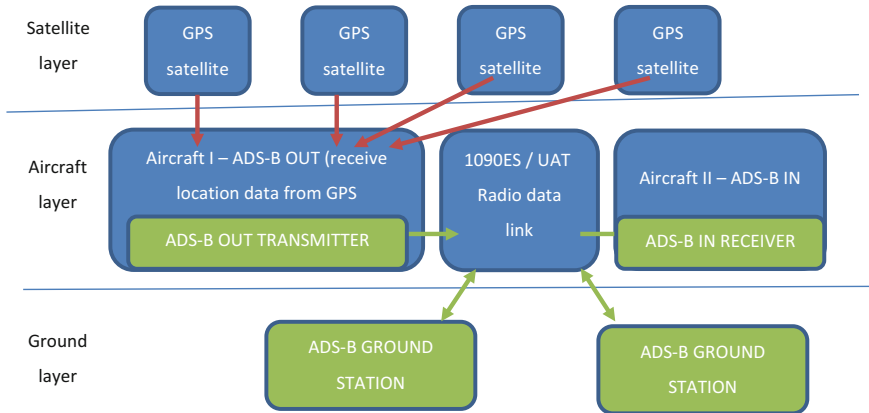 Satellite
layer
GPS
satellite
GPS
satellite
GPS
satellite
GPS
satellite
Aircraft
layer
Aircraft I – ADS-B OUT (receive
location data from GPS
ADS-B OUT TRANSMITTER
1090ES / UAT
Radio data
link
Aircraft II – ADS-B IN
ADS-B IN RECEIVER
Ground
layer
ADS-B GROUND
STATION
ADS-B GROUND
STATION